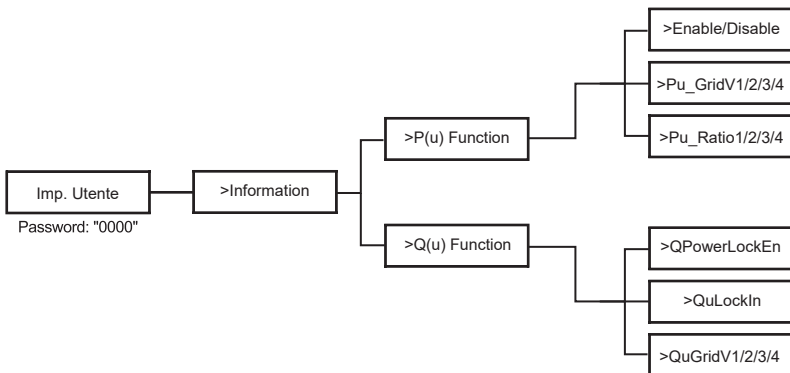 >Enable/Disable
>Pu_GridV1/2/3/4
>P(u) Function
>Pu_Ratio1/2/3/4
Imp. Utente
>Information
Password: "0000"
>Q(u) Function
>QPowerLockEn
>QuLockIn
>QuGridV1/2/3/4